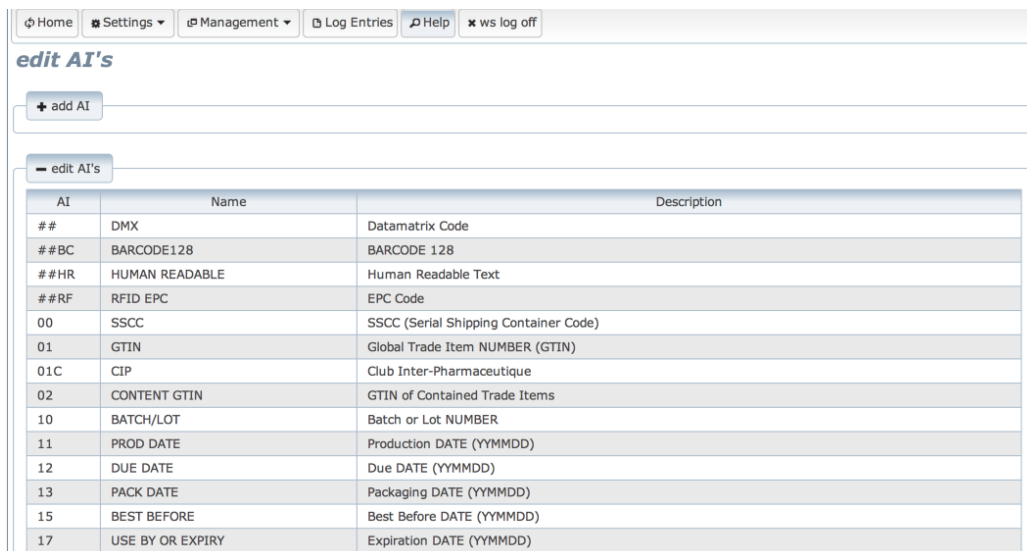 Home Settings Management Log Entries Help ws log off
edit AI's
add AI
edit AI's
AI Name Description
## DMX Datamatrix Code
##BC BARCODE128 BARCODE 128
##HR HUMAN READABLE Human Readable Text
##RF RFID EPC EPC Code
00 SSCC SSCC (Serial Shipping Container Code)
01 GTIN Global Trade Item NUMBER (GTIN)
01C CIP Club Inter-Pharmaceutique
02 CONTENT GTIN GTIN of Contained Trade Items
10 BATCH/LOT Batch or Lot NUMBER
11 PROD DATE Production DATE (YYMMDD)
12 DUE DATE Due DATE (YYMMDD)
13 PACK DATE Packaging DATE (YYMMDD)
15 BEST BEFORE Best Before DATE (YYMMDD)
17 USE BY OR EXPIRY Expiration DATE (YYMMDD)